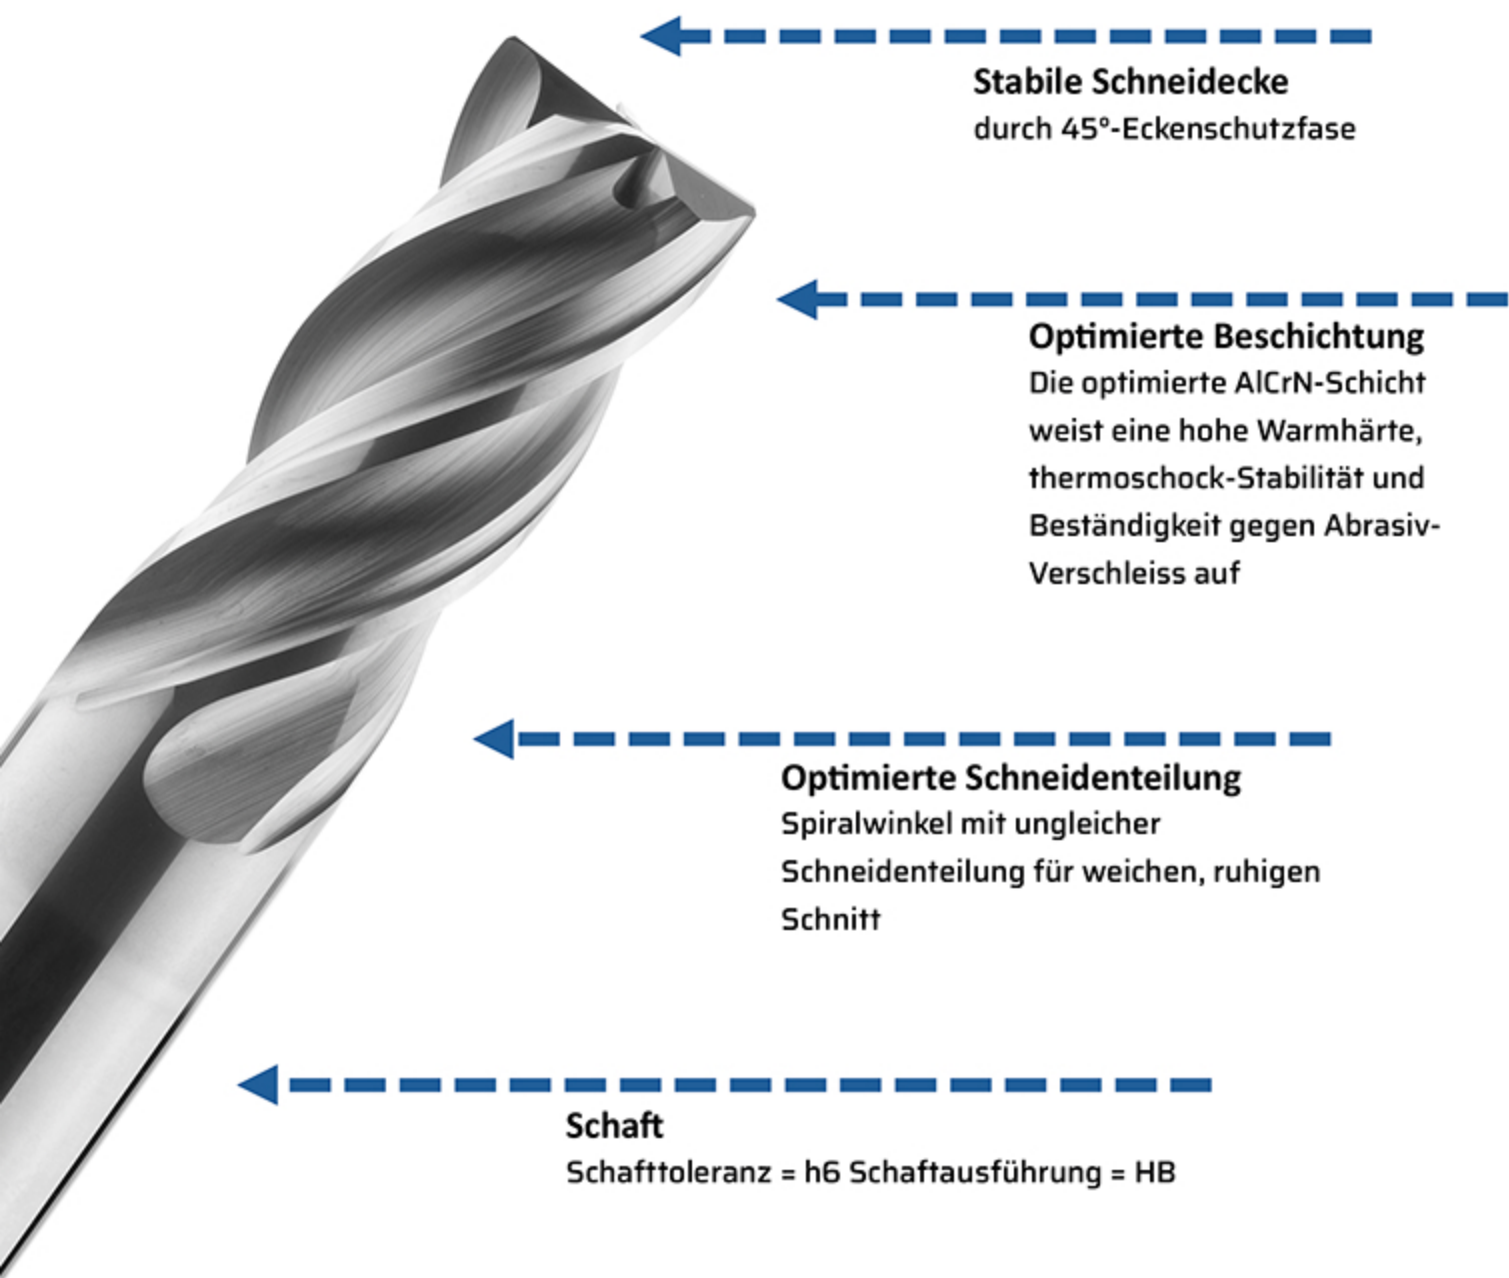 Stabile Schneidecke
durch 45°-Eckenschutzfase
Optimierte Beschichtung
Die optimierte AlCrN-Schicht
weist eine hohe Warmhärte,
thermoschock-Stabilität und
Beständigkeit gegen Abrasiv-
Verschleiss auf
Optimierte Schneidenteilung
Spiralwinkel mit ungleicher
Schneidenteilung für weichen, ruhigen
Schnitt
Schaft
Schafttoleranz = h6 Schaftausführung = HB